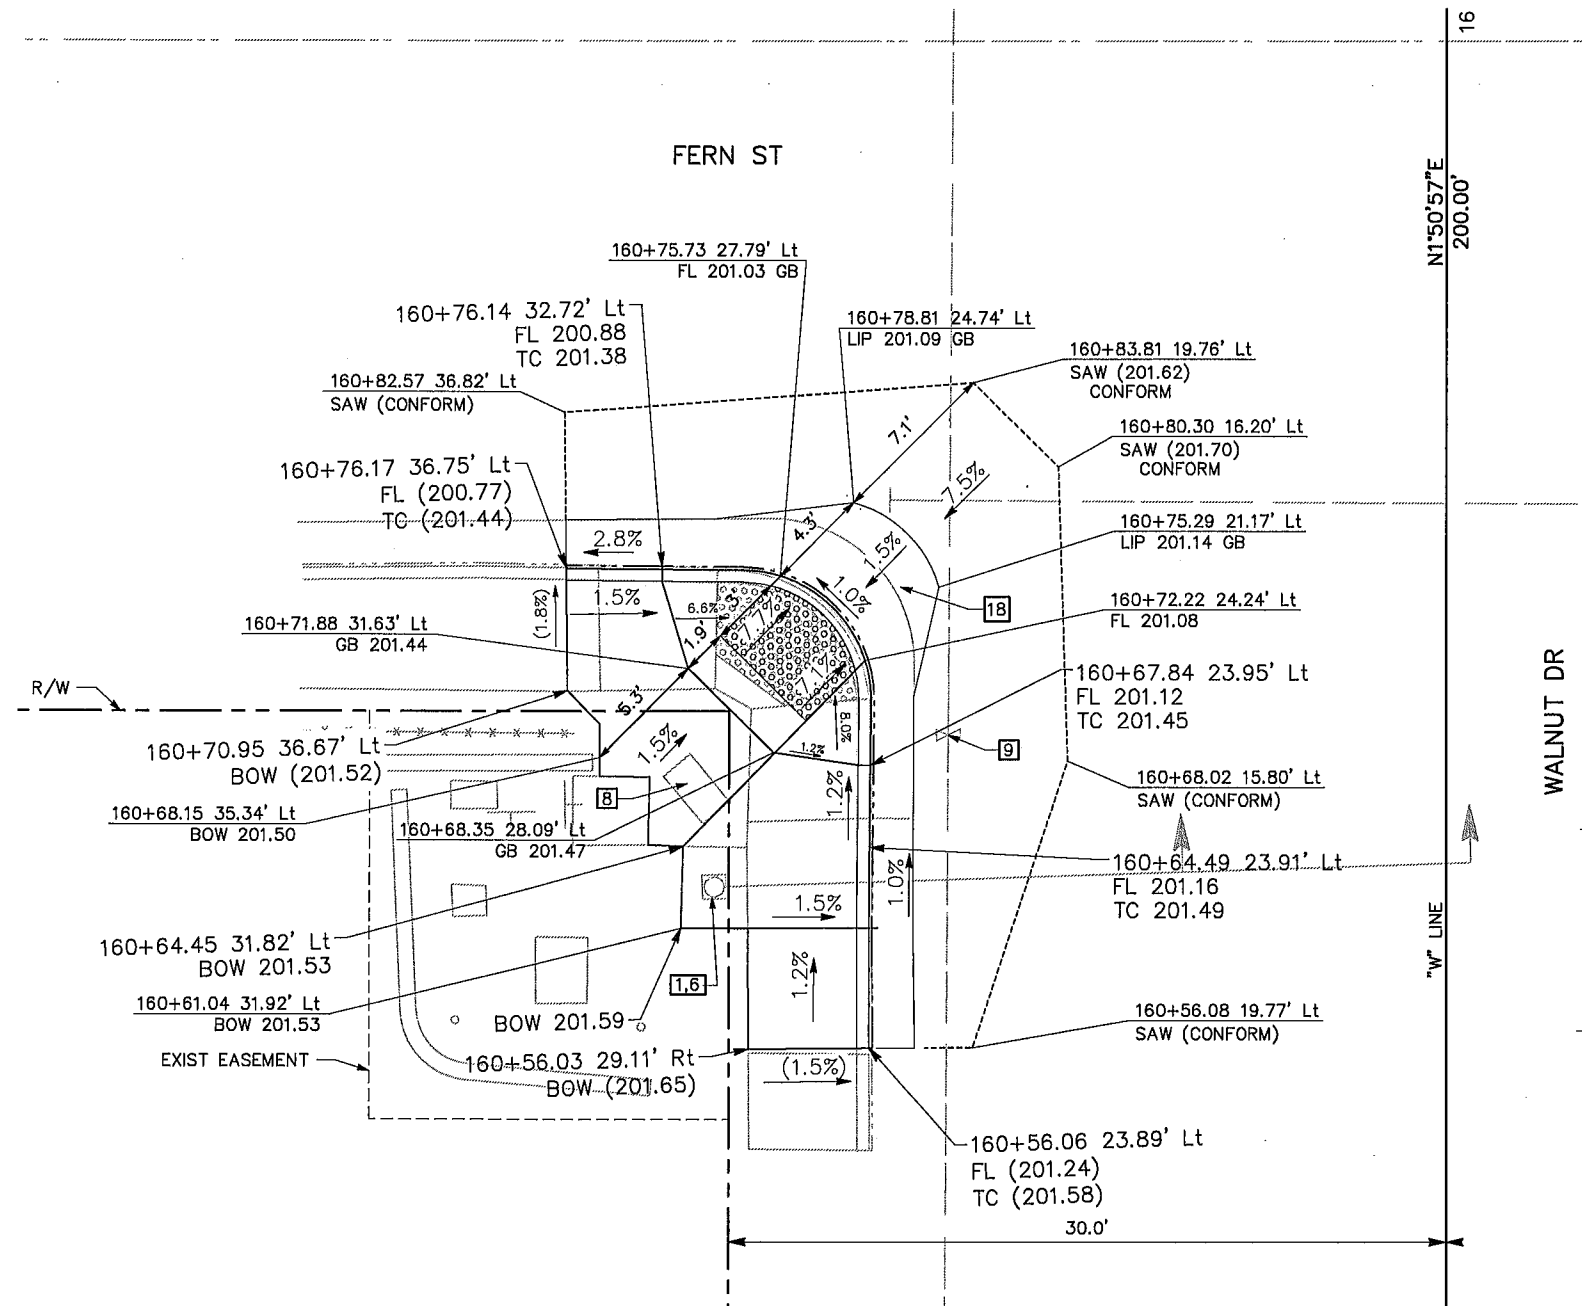 16
FERN ST
N1°50'57"E
200.00'
160+75.73 27.79' Lt
FL 201.03 GB
160+76.14 32.72' Lt
FL 200.88
TC 201.38
160+78.81 24.74' Lt
LIP 201.09 GB
160+83.81 19.76' Lt
SAW (201.62)
CONFORM
160+82.57 36.82' Lt
SAW (CONFORM)
7.1'
160+80.30 16.20' Lt
SAW (201.70)
CONFORM
160+76.17 36.75' Lt
FL (200.77)
TC (201.44)
7.5%
4.3'
160+75.29 21.17' Lt
LIP 201.14 GB
2.8%
1.5%
1.0%
18
(1.8%)
1.5%
6.6%
3'
7.7%
160+72.22 24.24' Lt
FL 201.08
160+71.88 31.63' Lt
GB 201.44
1.9'
7.1%
160+67.84 23.95' Lt
FL 201.12
TC 201.45
R/W
5.3'
8.0%
WALNUT DR
160+70.95 36.67' Lt
BOW (201.52)
1.5%
1.2%
9
160+68.02 15.80' Lt
SAW (CONFORM)
8
1.2%
160+68.15 35.34' Lt
BOW 201.50
160+68.35 28.09' Lt
GB 201.47
160+64.49 23.91' Lt
FL 201.16
TC 201.49
1.0%
1.5%
160+64.45 31.82' Lt
BOW 201.53
"W" LINE
1.2%
1,6
160+61.04 31.92' Lt
BOW 201.53
BOW 201.59
160+56.08 19.77' Lt
SAW (CONFORM)
EXIST EASEMENT
160+56.03 29.11' Rt
BOW (201.65)
(1.5%)
160+56.06 23.89' Lt
FL (201.24)
TC (201.58)
30.0'